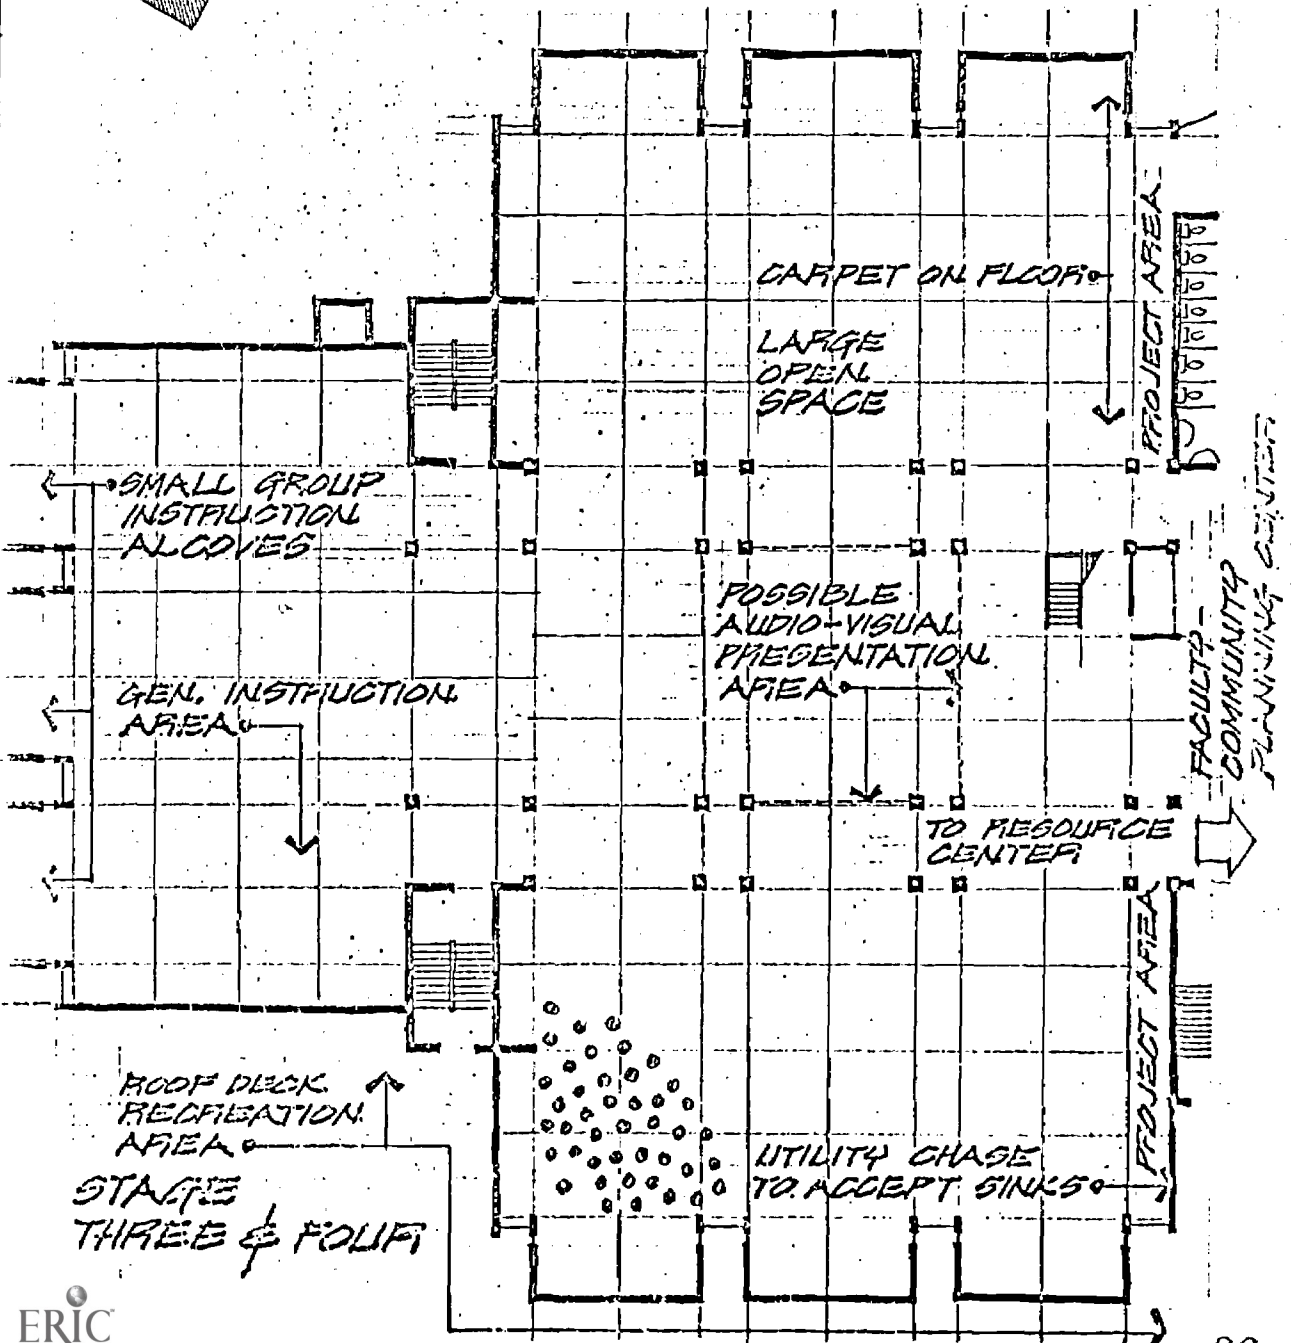 CARPET ON FLOOR
PROJECT AREA
LARGE
OPEN
SPACE
SMALL GROUP
INSTRUCTION
ALCOVES
POSSIBLE
AUDIO-VISUAL
PRESENTATION
AREA
GEN. INSTRUCTION
AREA
FACULTY-
COMMUNITY
PLANNING CENTER
TO RESOURCE
CENTER
PROJECT AREA
ROOF DECK
RECREATION
AREA
UTILITY CHASE
TO ACCEPT SINKS
STAGE
THREE & FOUR
ERIC